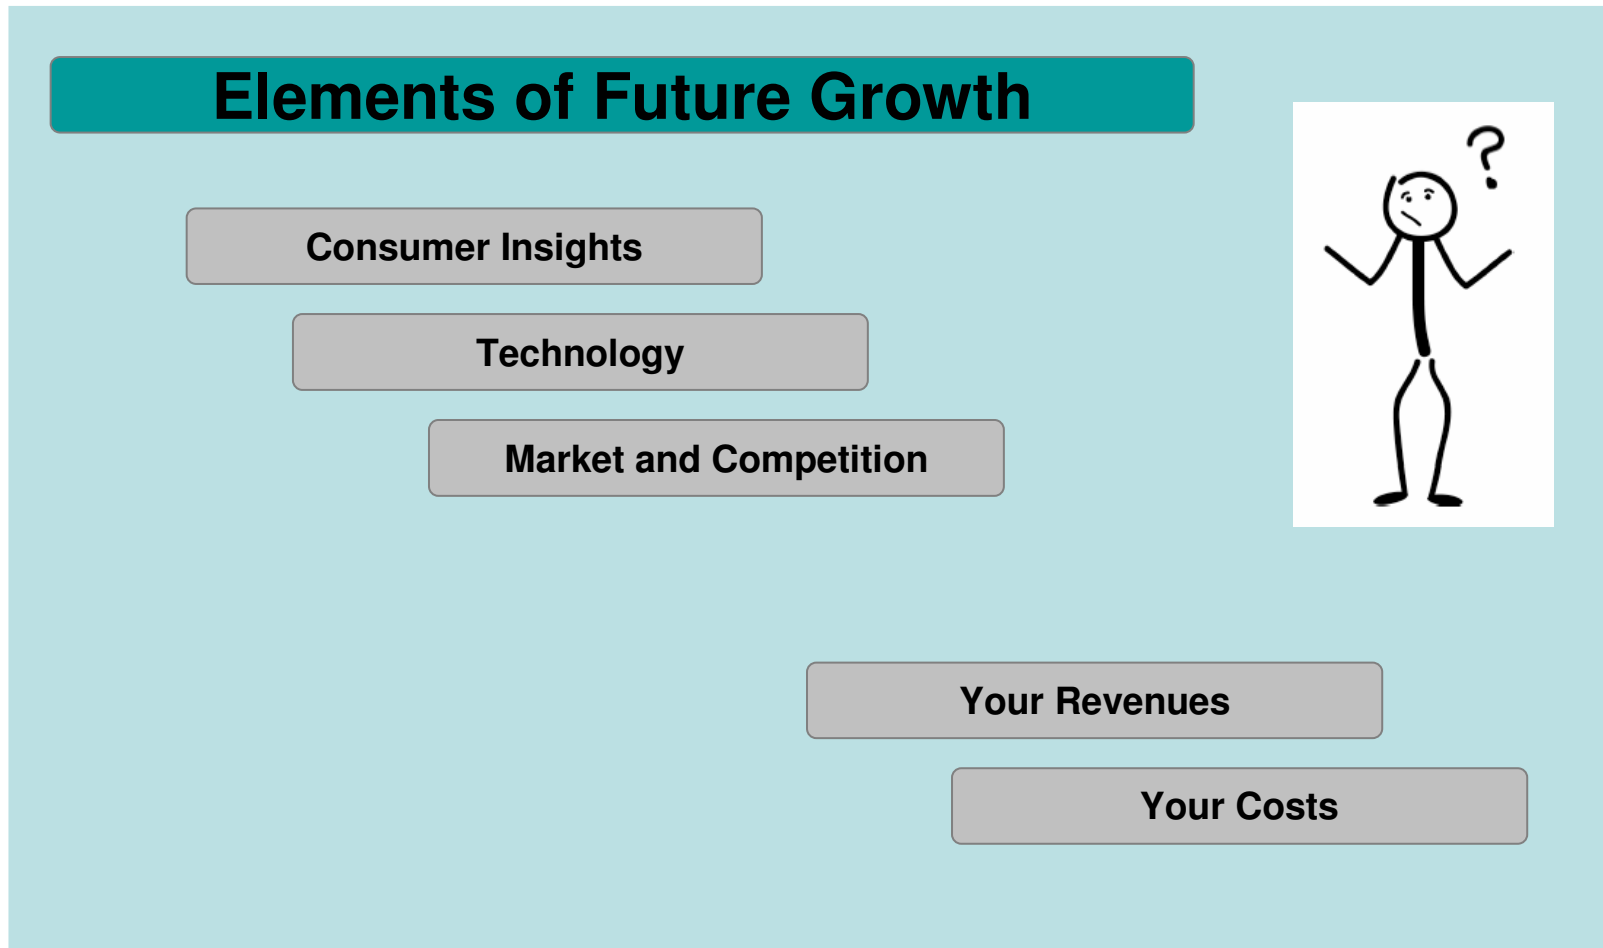 Elements of Future Growth
?
Consumer Insights
Technology
Market and Competition
Your Revenues
Your Costs